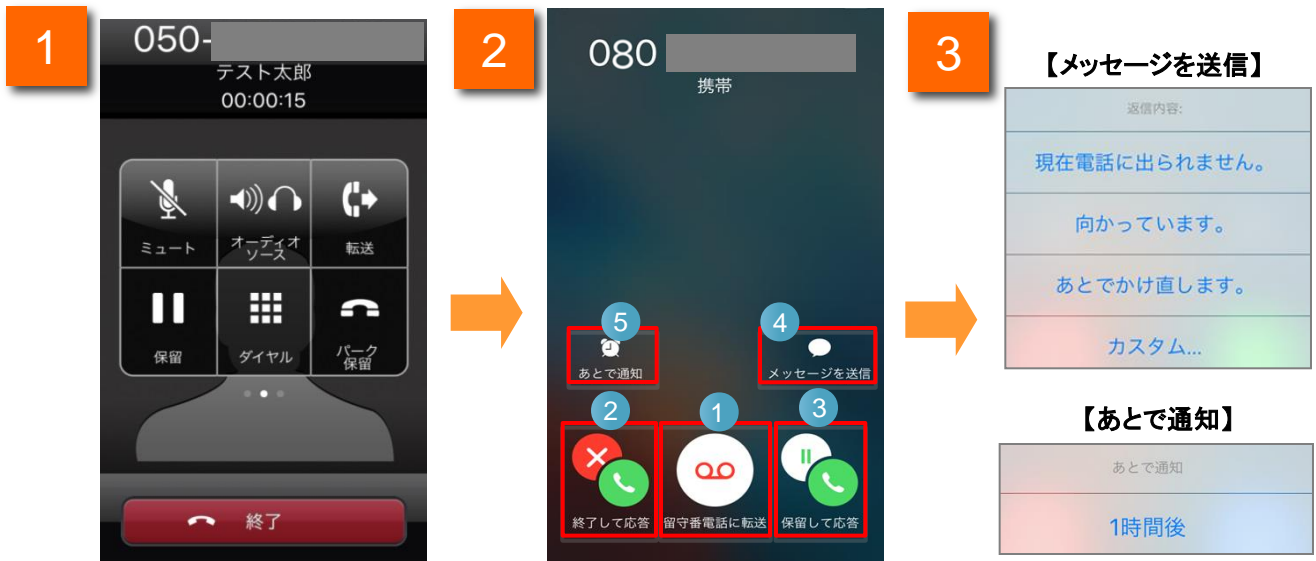 1
050-
テスト太郎
00:00:15
ミュート
オーディオ
ソース
転送
保留
ダイヤル
パーク
保留
終了
2
080
携帯
5
あとで通知
4
メッセージを送信
2
終了して応答
1
留守番電話に転送
3
保留して応答
3
【メッセージを送信】
返信内容:
現在電話に出られません。
向かっています。
あとでかけ直します。
カスタム...
【あとで通知】
あとで通知
1時間後